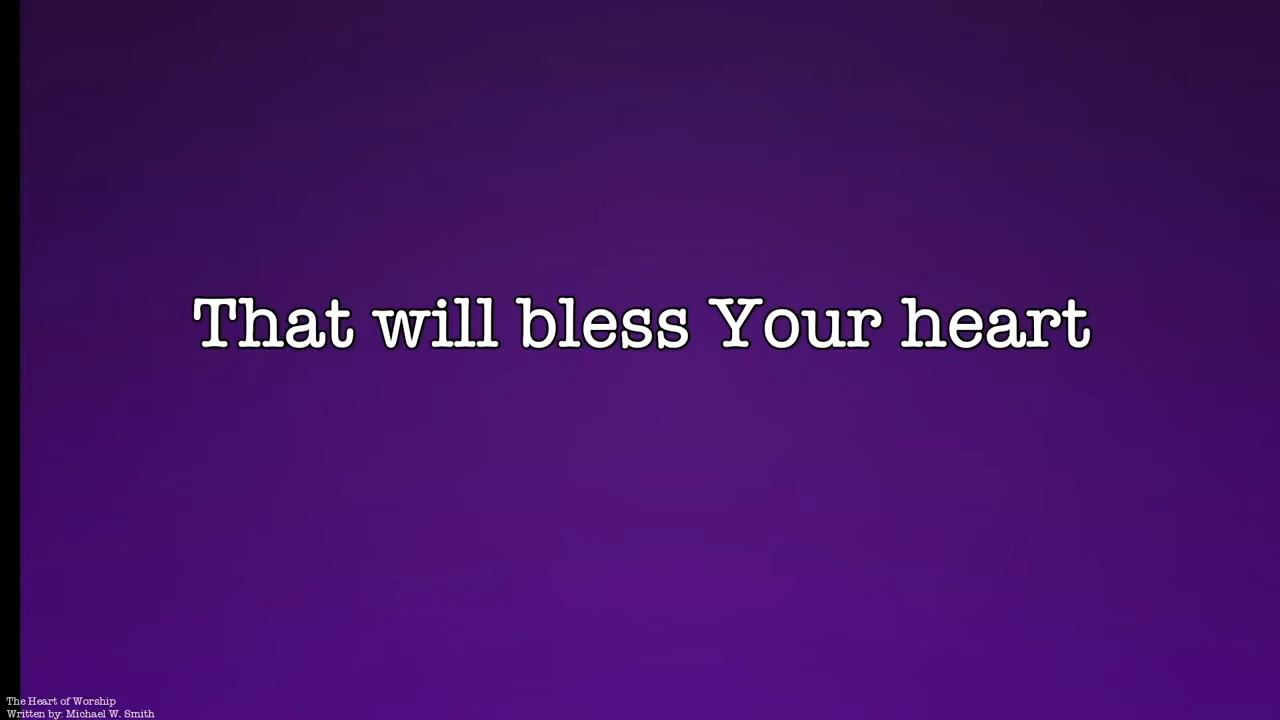 That will bless Your heart
The Heart of Worship
Written by: Michael W. Smith